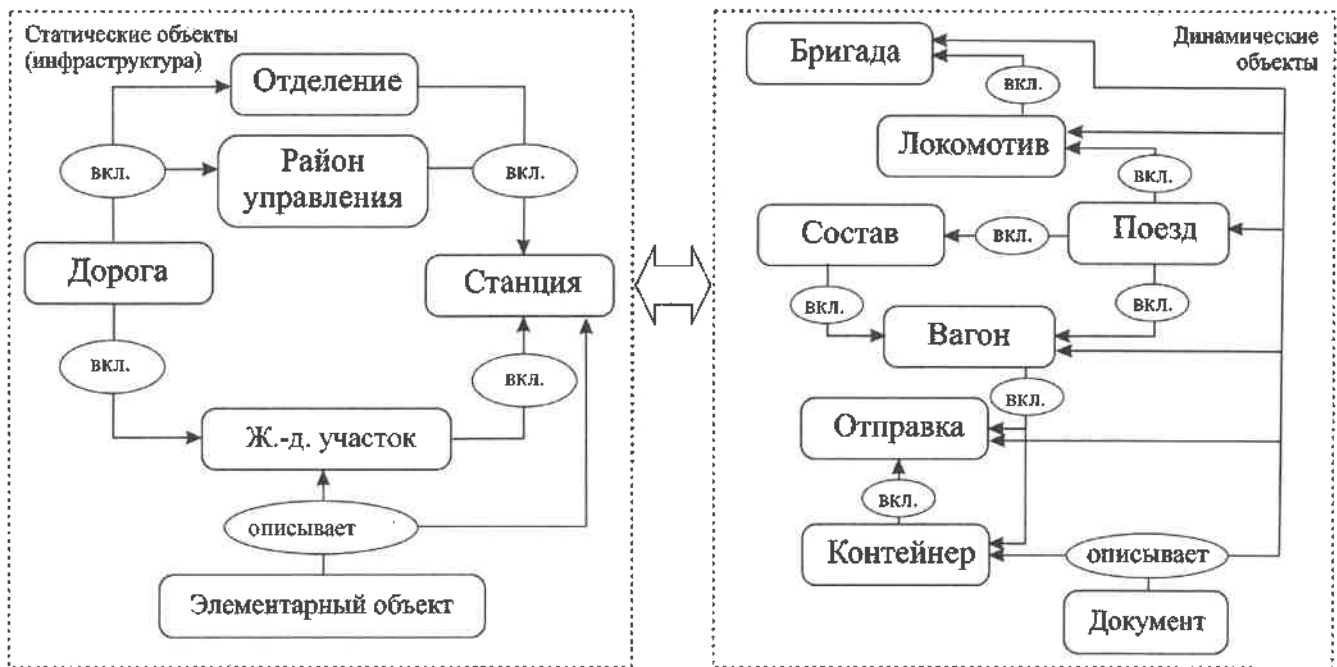 Статические объекты
(инфраструктура)
Отделение
вкл.
Район
управления
вкл.
Дорога
Станция
вкл.
вкл.
Ж.-д. участок
описывает
Элементарный объект
Динамические
объекты
Бригада
вкл.
Локомотив
вкл.
Состав
вкл.
Поезд
вкл.
вкл.
Вагон
вкл.
Отправка
вкл.
Контейнер
описывает
Документ